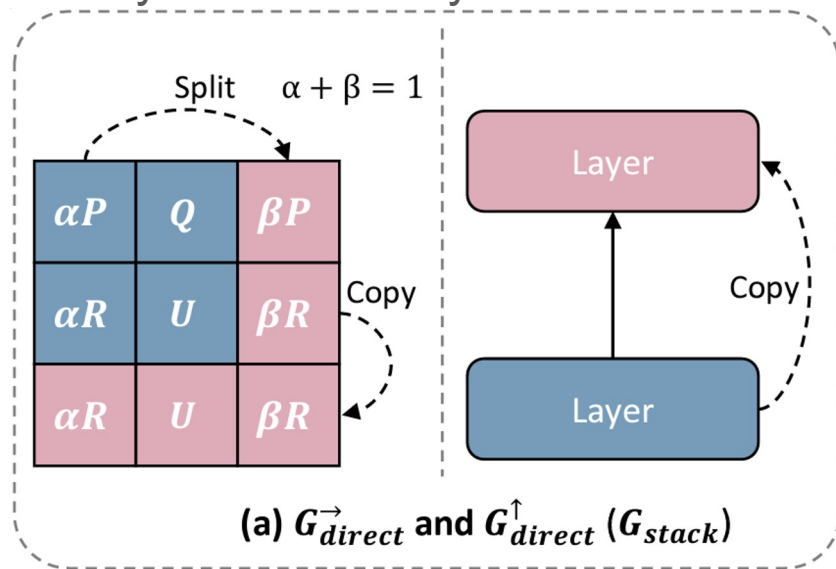 Split α + β = 1
αP Q βP
αR U βR
Copy
αR U βR
Layer
Copy
Layer
(a) G→direct and G↑direct (Gstack)